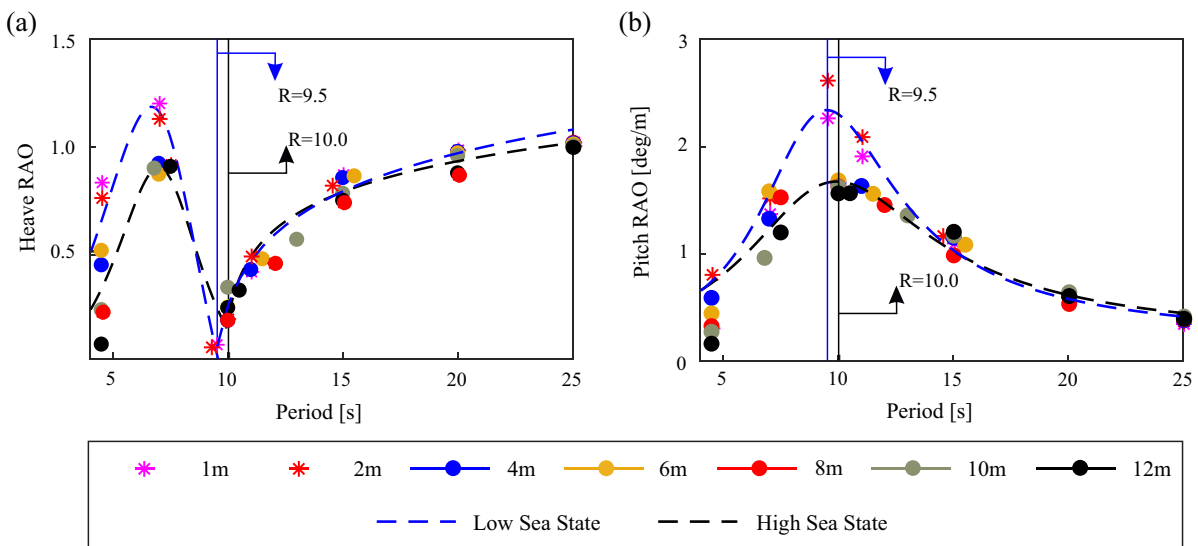 (a)
1.5
1.0
0.5
0
Heave RAO
R=9.5
R=10.0
5 10 15 20 25
Period [s]
(b)
3
2
1
0
Pitch RAO [deg/m]
R=9.5
R=10.0
5 10 15 20 25
Period [s]
1m 2m 4m 6m 8m 10m 12m
Low Sea State High Sea State